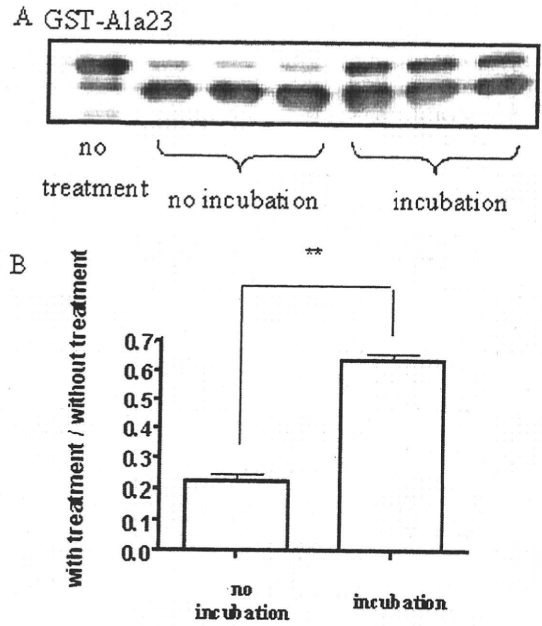 A GST-Ala23
no
treatment
no incubation
incubation
B
**
with treatment / without treatment
0.7
0.6
0.5
0.4
0.3
0.2
0.1
0.0
no
incubation
incubation